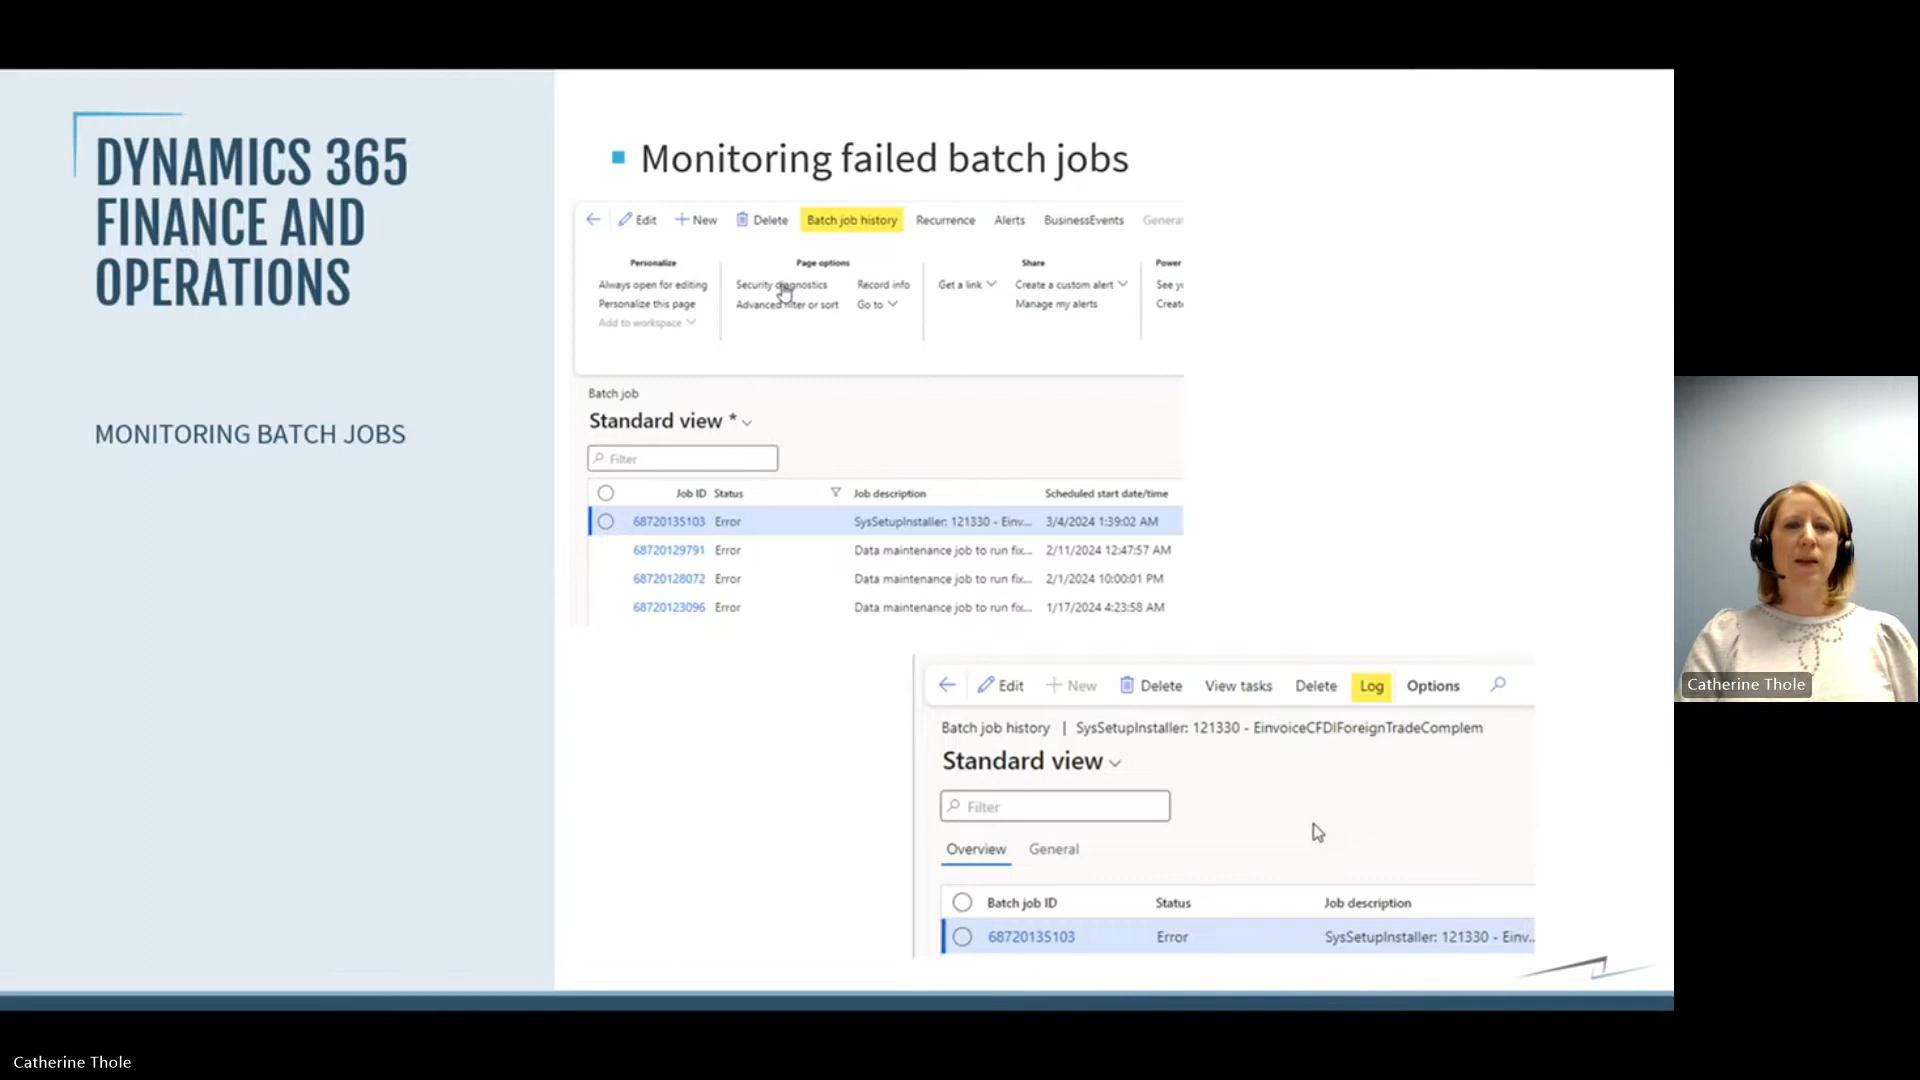 DYNAMICS 365
FINANCE AND
OPERATIONS
MONITORING BATCH JOBS
Monitoring failed batch jobs
Edit New Delete Batch job history Recurrence Alerts BusinessEvents
Personalize Page options Share Power
Always open for editing Security diagnostics Record info Get a link Create a custom alert See
Personalize this page Advanced filter or sort Go to Manage my alerts
Add to workspace
Batch job
Standard view *
Filter
Job ID Status Job description Scheduled start date/time
68720135103 Error SysSetupInstaller: 121330 - Einv... 3/4/2024 1:39:02 AM
68720129791 Error Data maintenance job to run fix... 2/11/2024 12:47:57 AM
68720128072 Error Data maintenance job to run fix... 2/1/2024 10:00:01 PM
68720123096 Error Data maintenance job to run fix... 1/17/2024 4:23:58 AM
Edit New Delete View tasks Delete Log Options
Batch job history | SysSetupInstaller: 121330 - EinvoiceCFDIForeignTradeComplem
Standard view
Filter
Overview General
Batch job ID Status Job description
68720135103 Error SysSetupInstaller: 121330 - Einv...
Catherine Thole
Catherine Thole